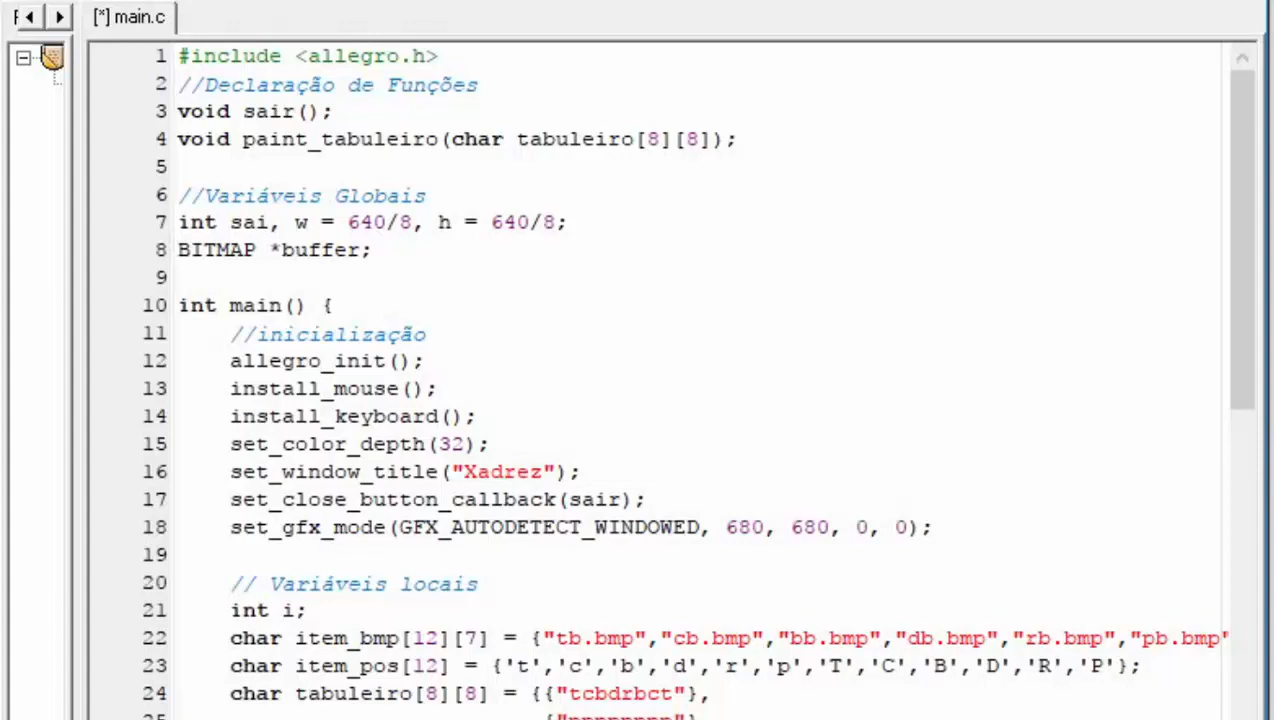 [*] main.c
1 #include <allegro.h>
2 //Declaração de Funções
3 void sair();
4 void paint_tabuleiro(char tabuleiro[8][8]);
5
6 //Variáveis Globais
7 int sai, w = 640/8, h = 640/8;
8 BITMAP *buffer;
9
10 int main() {
11 //inicialização
12 allegro_init();
13 install_mouse();
14 install_keyboard();
15 set_color_depth(32);
16 set_window_title("Xadrez");
17 set_close_button_callback(sair);
18 set_gfx_mode(GFX_AUTODETECT_WINDOWED, 680, 680, 0, 0);
19
20 // Variáveis locais
21 int i;
22 char item_bmp[12][7] = {"tb.bmp","cb.bmp","bb.bmp","db.bmp","rb.bmp","pb.bmp"
23 char item_pos[12] = {'t','c','b','d','r','p','T','C','B','D','R','P'};
24 char tabuleiro[8][8] = {{"tcbdrbct"},